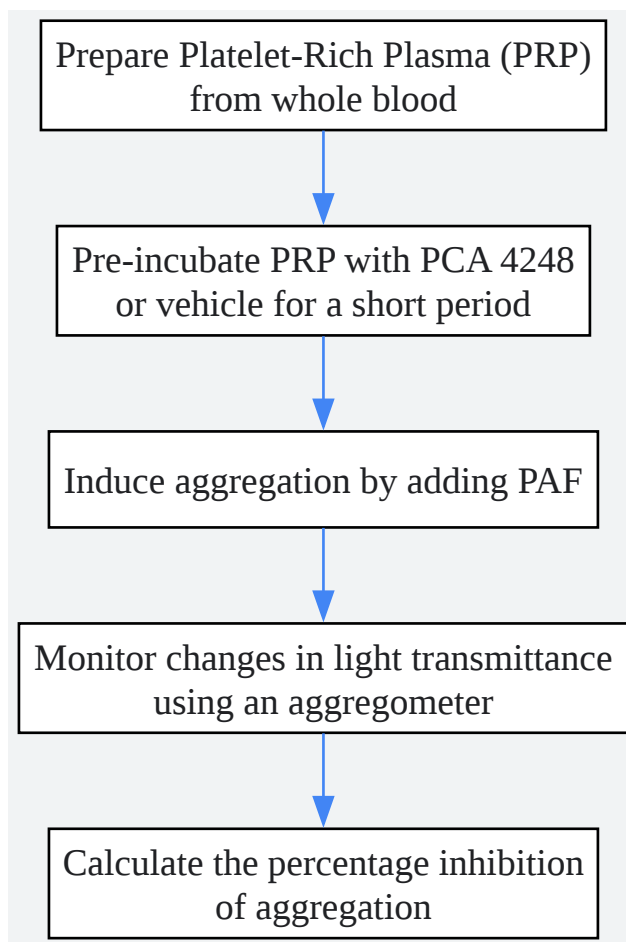 Prepare Platelet-Rich Plasma (PRP)
from whole blood
Pre-incubate PRP with PCA 4248
or vehicle for a short period
Induce aggregation by adding PAF
Monitor changes in light transmittance
using an aggregometer
Calculate the percentage inhibition
of aggregation